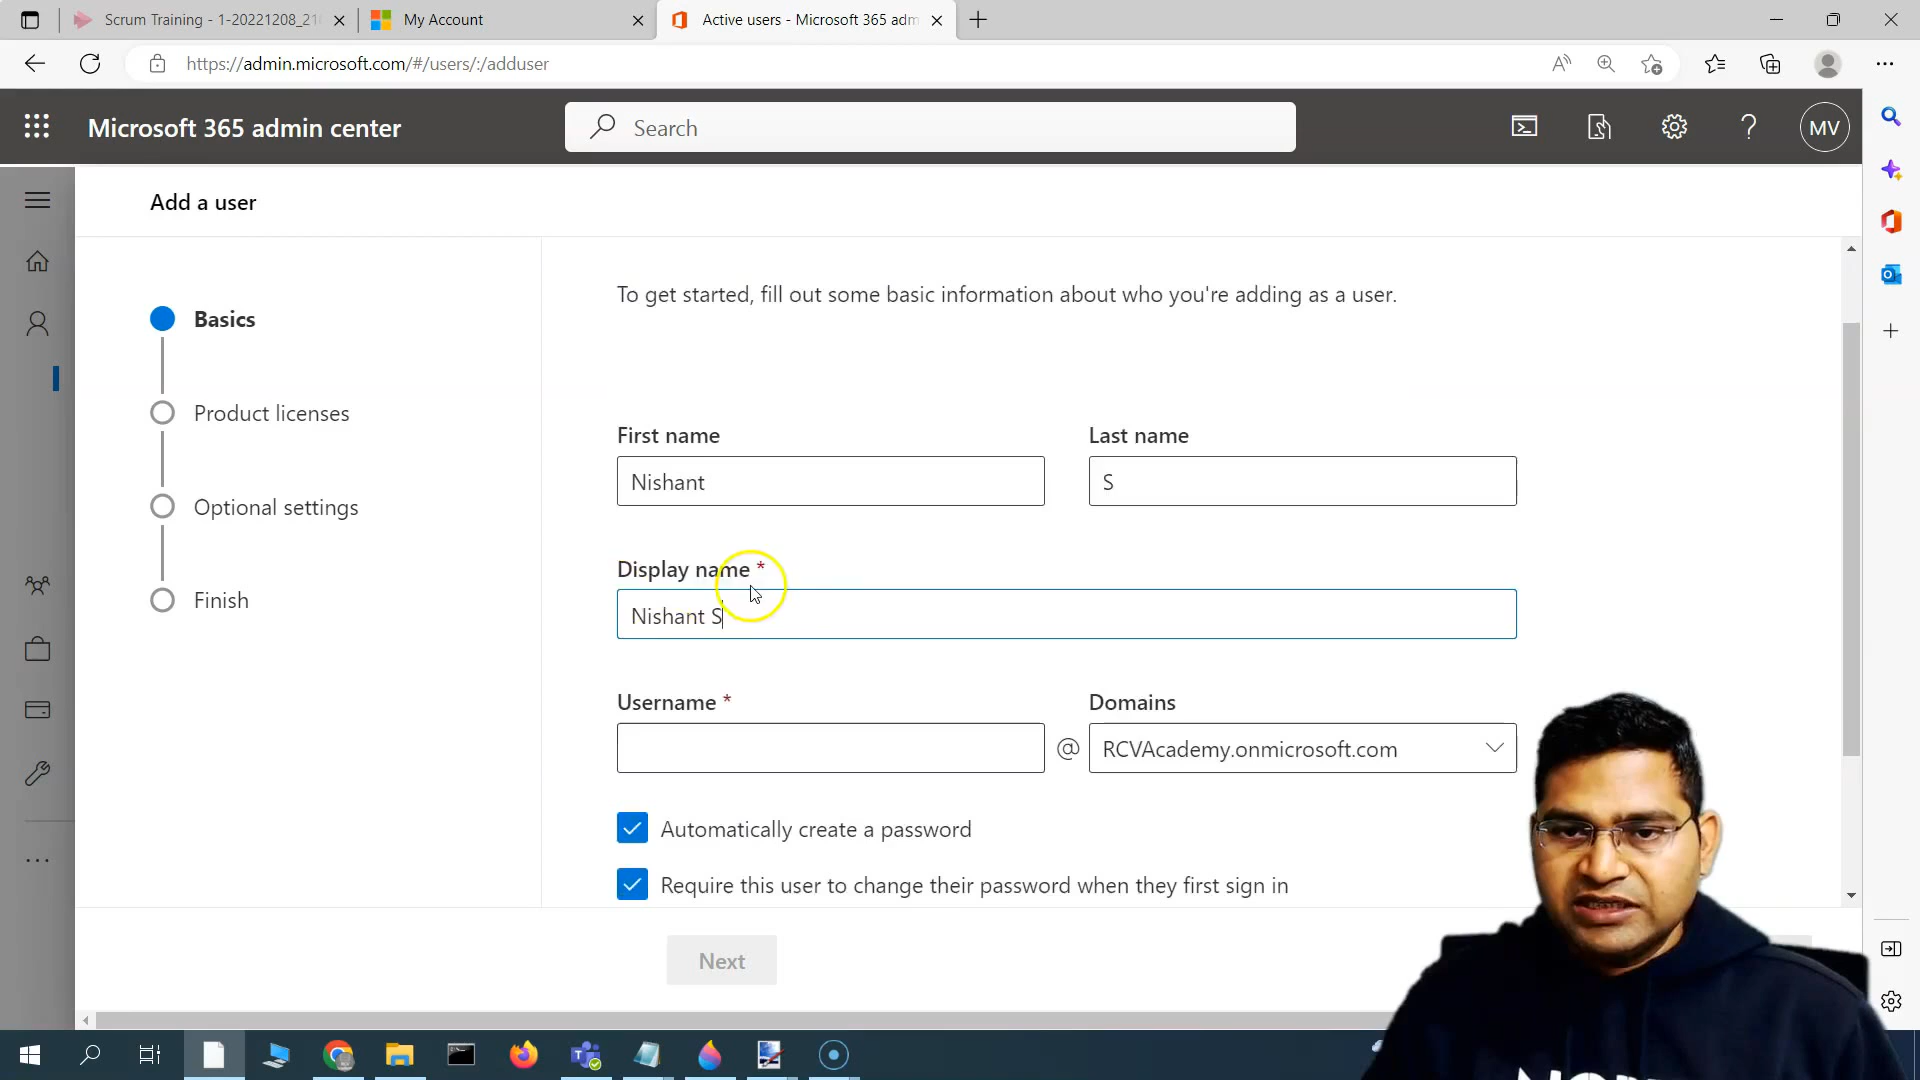 Scrum Training - 1-20221208_21
My Account
Active users - Microsoft 365 adm
https://admin.microsoft.com/#/users/:/adduser
Microsoft 365 admin center
Search
MV
Add a user
Basics
Product licenses
Optional settings
Finish
To get started, fill out some basic information about who you're adding as a user.
First name
Last name
Nishant
S
Display name *
Nishant S
Username *
Domains
@
RCVAcademy.onmicrosoft.com
Automatically create a password
Require this user to change their password when they first sign in
Next